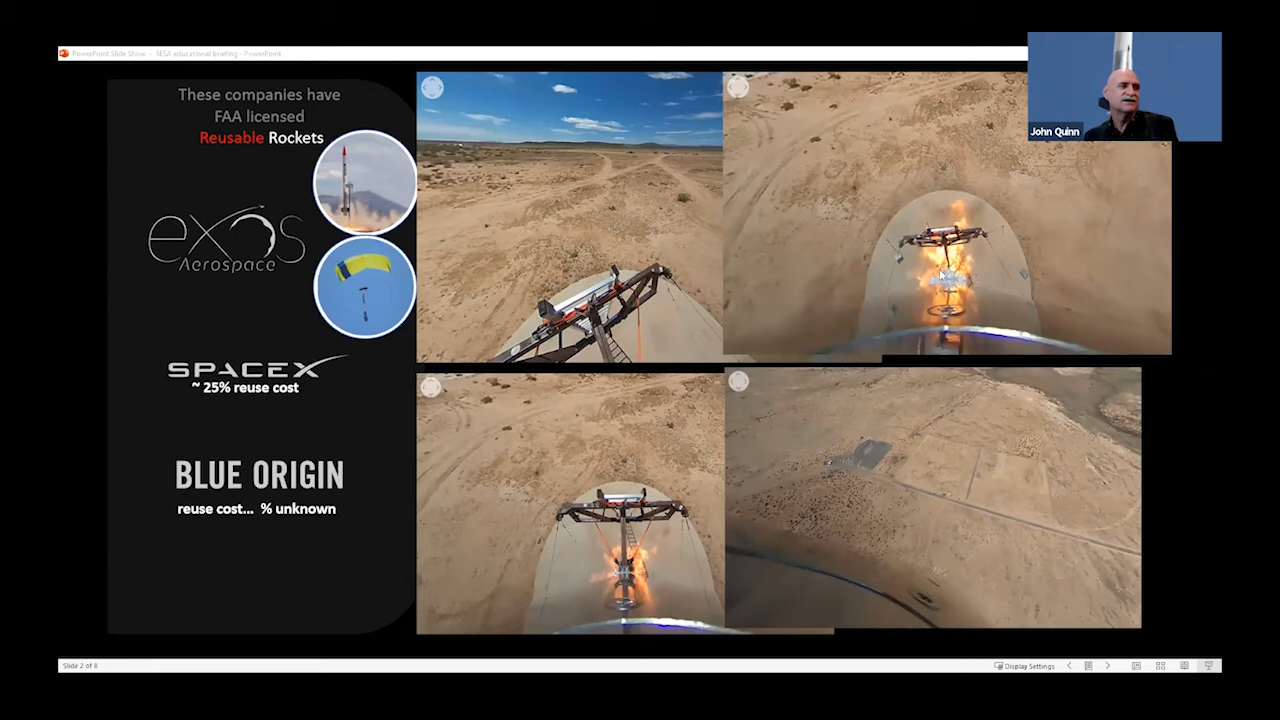 PowerPoint Slide Show - SESA educational briefing - PowerPoint
These companies have
FAA licensed
Reusable Rockets
exos
Aerospace
SPACEX
~ 25% reuse cost
BLUE ORIGIN
reuse cost... % unknown
John Quinn
Slide 2 of 8
Display Settings